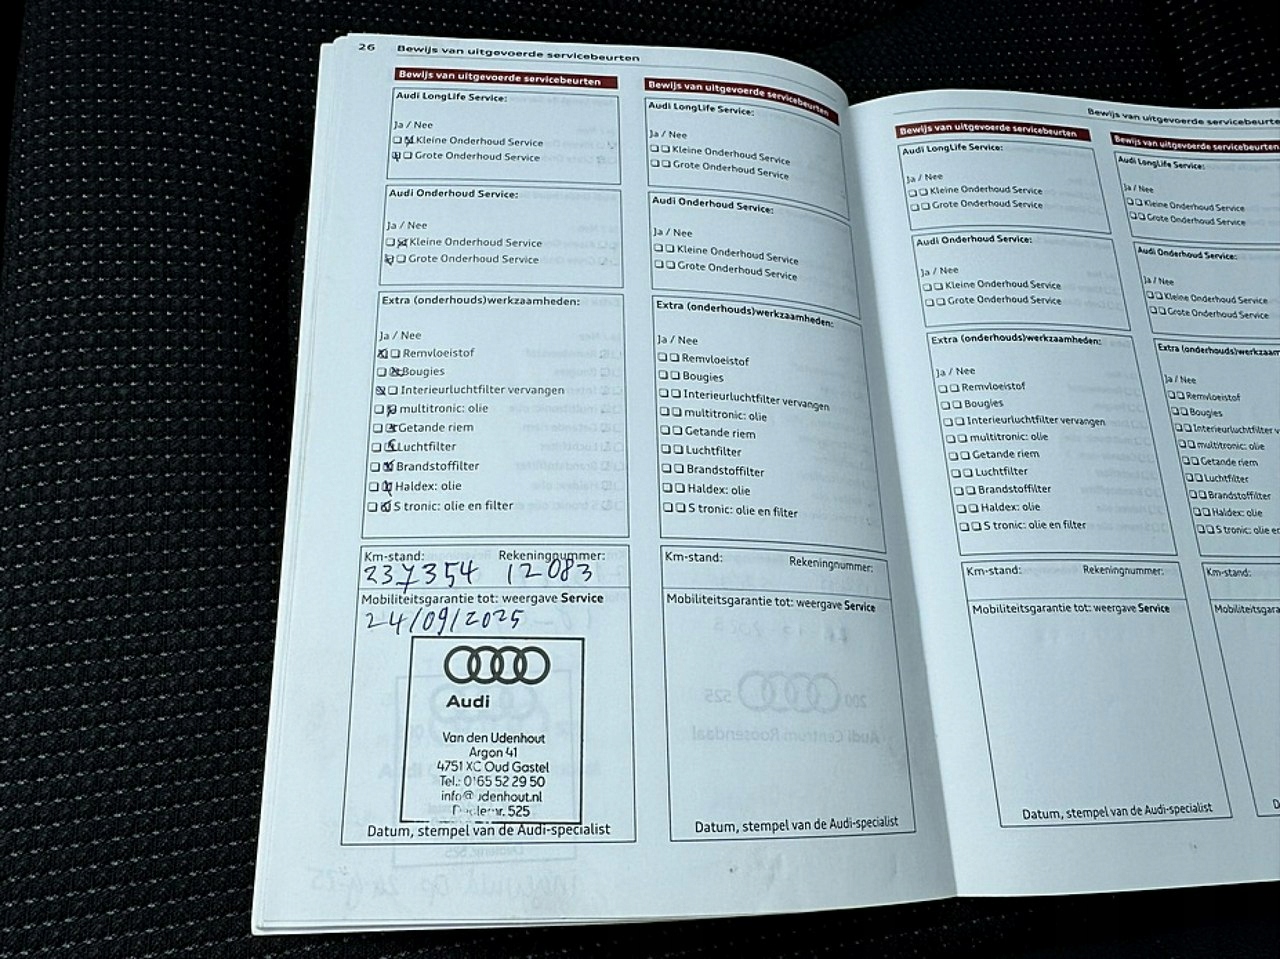 26 Bewijs van uitgevoerde servicebeurten
Bewijs van uitgevoerde servicebeurten
Audi LongLife Service:
Ja / Nee
Kleine Onderhoud Service
Grote Onderhoud Service
Audi Onderhoud Service:
Ja / Nee
Kleine Onderhoud Service
Grote Onderhoud Service
Extra (onderhouds)werkzaamheden:
Ja / Nee
Remvloeistof
Bougies
Interieurluchtfilter vervangen
multitronic: olie
Getande riem
Luchtfilter
Brandstoffilter
Haldex: olie
S tronic: olie en filter
Km-stand: Rekeningnummer:
237354 12083
Mobiliteitsgarantie tot: weergave Service
24/09/2025
Audi
Van den Udenhout
Argon 41
4751 XC Oud Gastel
Tel.: 0165 52 29 50
525
Datum, stempel van de Audi-specialist
Bewijs van uitgevoerde servicebeurten
Audi LongLife Service:
Ja / Nee
Kleine Onderhoud Service
Grote Onderhoud Service
Audi Onderhoud Service:
Ja / Nee
Kleine Onderhoud Service
Grote Onderhoud Service
Extra (onderhouds)werkzaamheden:
Ja / Nee
Remvloeistof
Bougies
Interieurluchtfilter vervangen
multitronic: olie
Getande riem
Luchtfilter
Brandstoffilter
Haldex: olie
S tronic: olie en filter
Km-stand: Rekeningnummer:
Mobiliteitsgarantie tot: weergave Service
Datum, stempel van de Audi-specialist
Bewijs van uitgevoerde servicebeurten
Bewijs van uitgevoerde servicebeurten
Audi LongLife Service:
Ja / Nee
Kleine Onderhoud Service
Grote Onderhoud Service
Audi Onderhoud Service:
Ja / Nee
Kleine Onderhoud Service
Grote Onderhoud Service
Extra (onderhouds)werkzaamheden:
Ja / Nee
Remvloeistof
Bougies
Interieurluchtfilter vervangen
multitronic: olie
Getande riem
Luchtfilter
Brandstoffilter
Haldex: olie
S tronic: olie en filter
Km-stand: Rekeningnummer:
Mobiliteitsgarantie tot: weergave Service
Datum, stempel van de Audi-specialist
Bewijs van uitgevoerde servicebeurten
Audi LongLife Service:
Ja / Nee
Kleine Onderhoud Service
Grote Onderhoud Service
Audi Onderhoud Service:
Ja / Nee
Kleine Onderhoud Service
Grote Onderhoud Service
Extra (onderhouds)werkzaam
Ja / Nee
Remvloeistof
Bougies
Interieurluchtfilter v
multitronic: olie
Getande riem
Luchtfilter
Brandstoffilter
Haldex: olie
S tronic: olie e
Km-stand:
Mobiliteitsgara